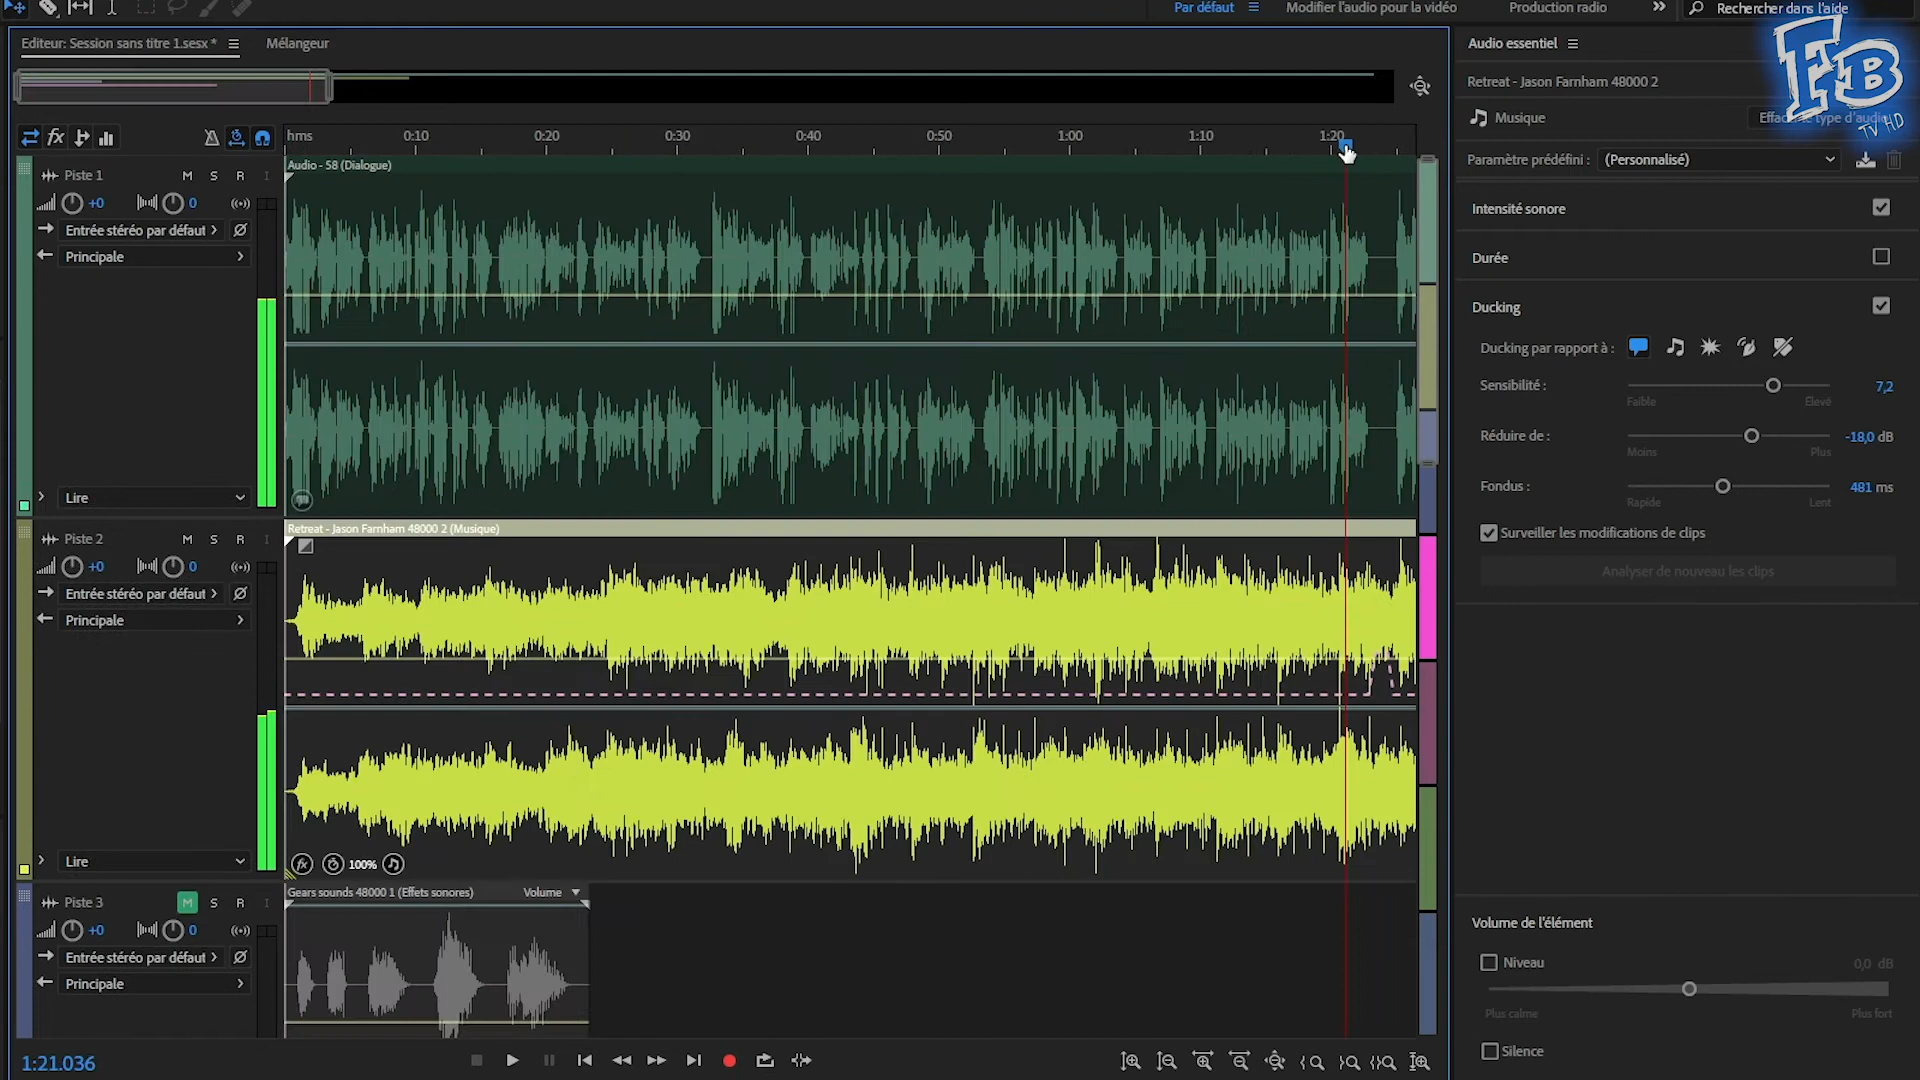 Par défaut
Modifier l'audio pour la vidéo
Production radio
Rechercher dans l'aide
Editeur: Session sans titre 1.sesx *
Mélangeur
Audio essentiel
FB
TV HD
Retreat - Jason Farnham 48000 2
Musique
Paramètre prédéfini :
(Personnalisé)
Intensité sonore
Durée
Ducking
Ducking par rapport à :
Sensibilité :
7,2
Faible
Elevé
Réduire de :
-18,0 dB
Moins
Plus
Fondus :
481 ms
Rapide
Lent
Surveiller les modifications de clips
Analyser de nouveau les clips
Volume de l'élément
Niveau
0,0 dB
Plus calme
Plus fort
Silence
fx
hms
0:10
0:20
0:30
0:40
0:50
1:00
1:10
1:20
Piste 1
M S R I
+0
0
Entrée stéréo par défaut
Principale
Lire
Audio - 58 (Dialogue)
Piste 2
M S R I
+0
0
Entrée stéréo par défaut
Principale
Lire
Retreat - Jason Farnham 48000 2 (Musique)
fx
100%
Piste 3
M S R I
+0
0
Entrée stéréo par défaut
Principale
Gears sounds 48000 1 (Effets sonores)
Volume
1:21.036